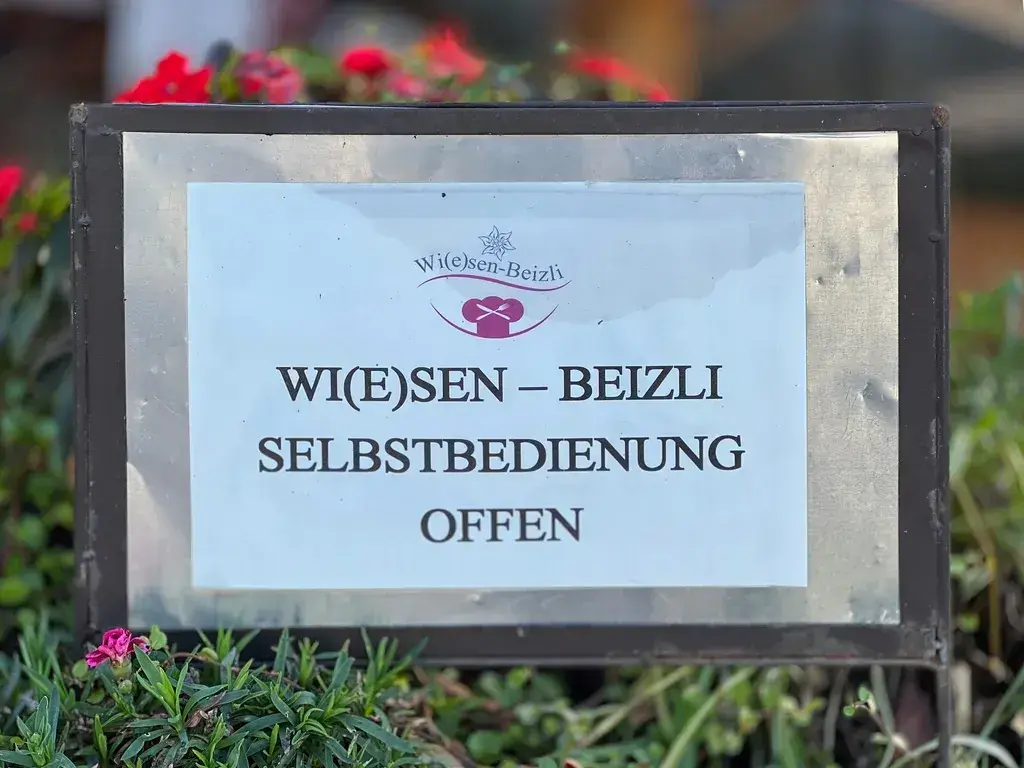 Wi(e)sen-Beizli
WI(E)SEN – BEIZLI
SELBSTBEDIENUNG
OFFEN